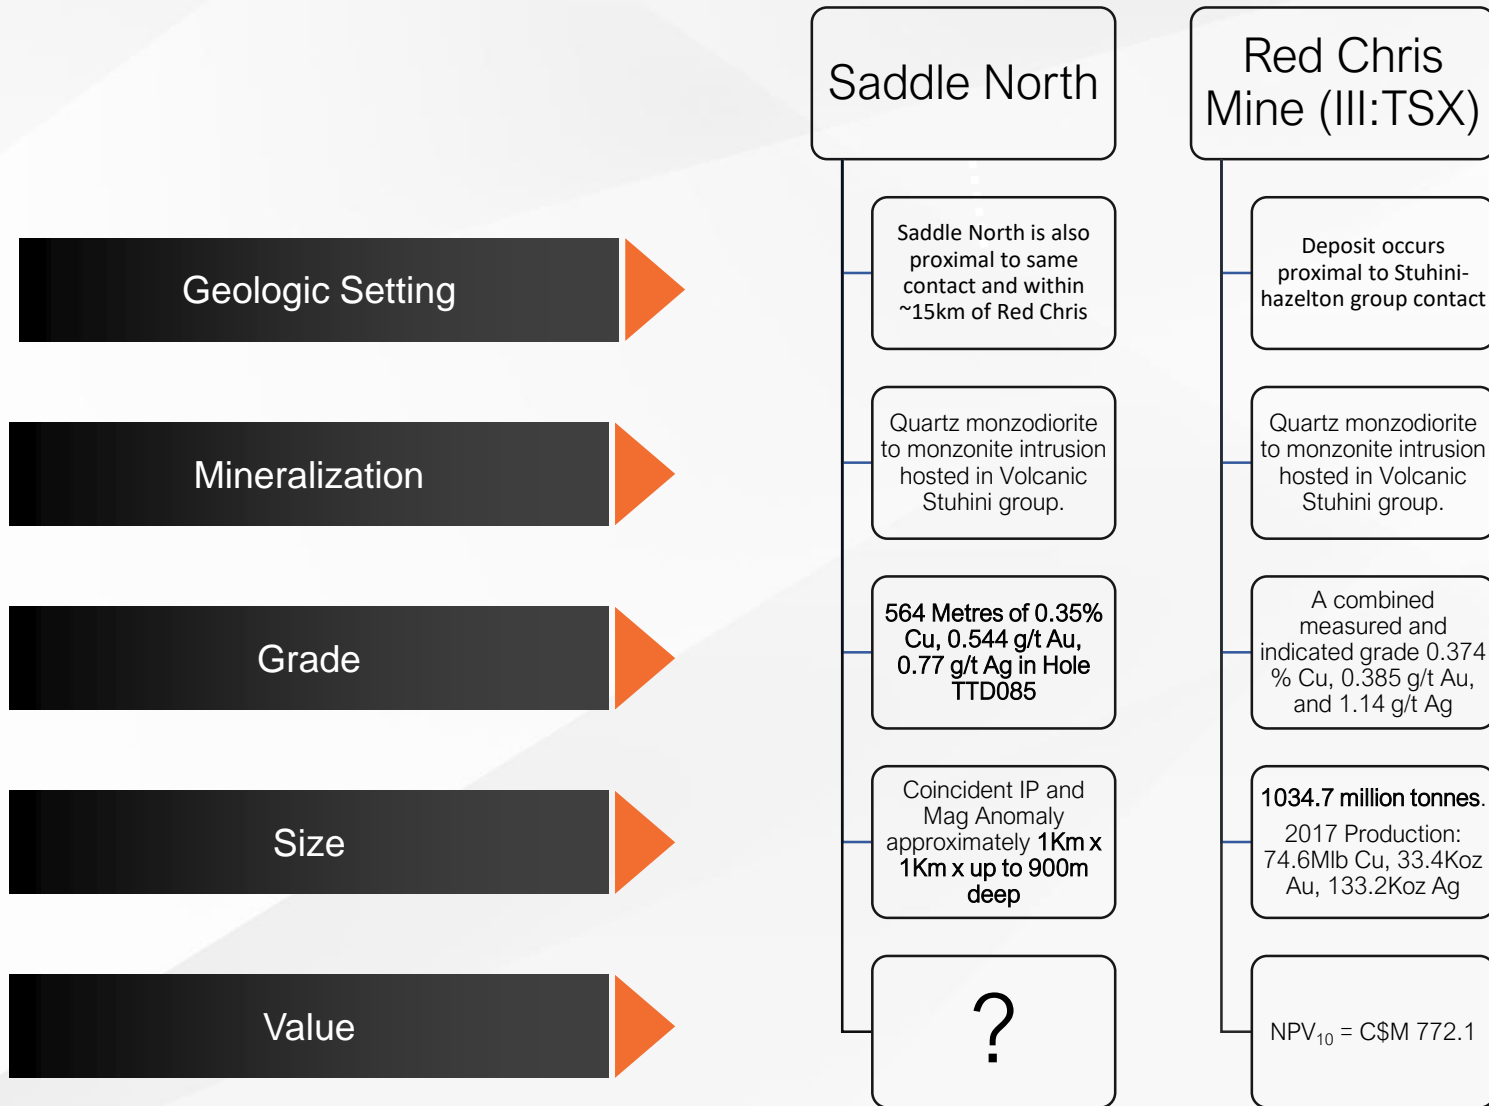 Saddle North
Red Chris
Mine (III:TSX)
Geologic Setting
Saddle North is also
proximal to same
contact and within
~15km of Red Chris
Deposit occurs
proximal to Stuhini-
hazelton group contact
Mineralization
Quartz monzodiorite
to monzonite intrusion
hosted in Volcanic
Stuhini group.
Quartz monzodiorite
to monzonite intrusion
hosted in Volcanic
Stuhini group.
Grade
564 Metres of 0.35%
Cu, 0.544 g/t Au,
0.77 g/t Ag in Hole
TTD085
A combined
measured and
indicated grade 0.374
% Cu, 0.385 g/t Au,
and 1.14 g/t Ag
Size
Coincident IP and
Mag Anomaly
approximately 1Km x
1Km x up to 900m
deep
1034.7 million tonnes.
2017 Production:
74.6Mlb Cu, 33.4Koz
Au, 133.2Koz Ag
Value
?
NPV₁₀ = C$M 772.1